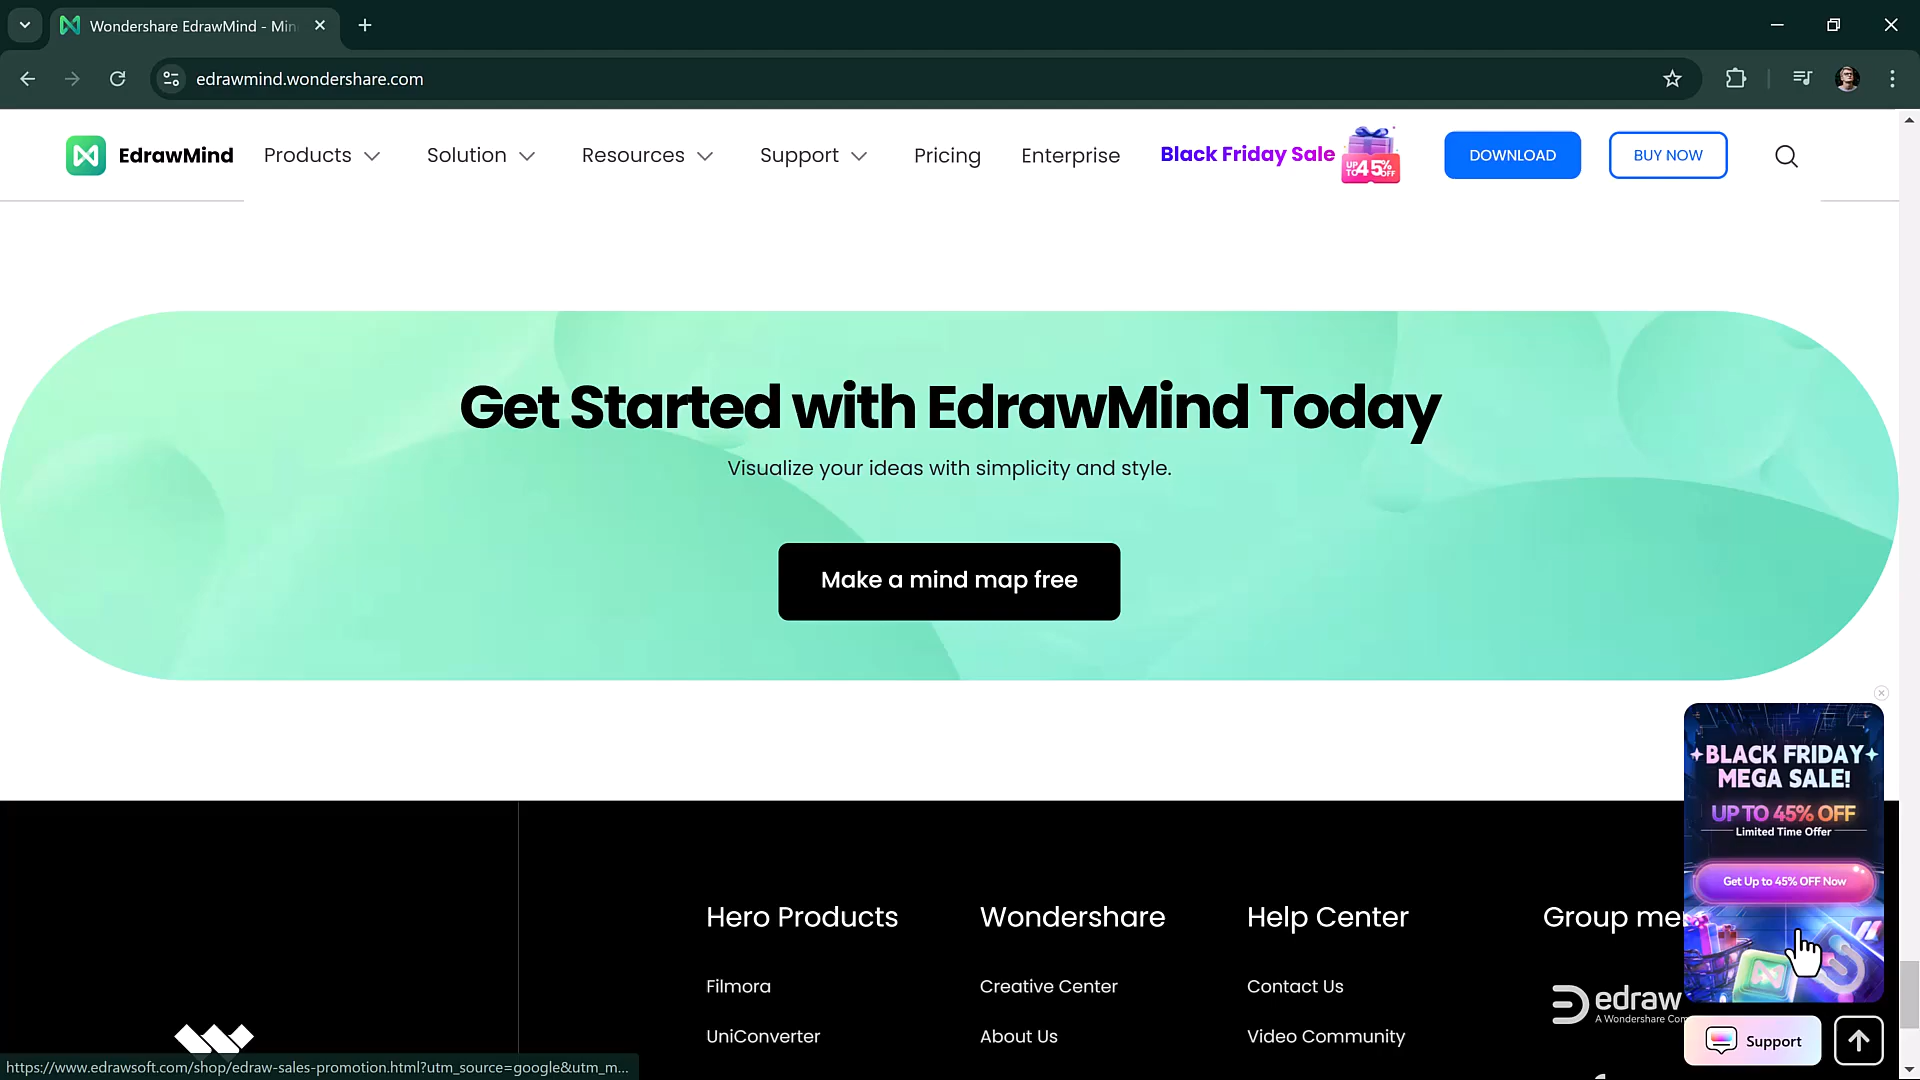 Wondershare EdrawMind - Min
edrawmind.wondershare.com
EdrawMind
Products
Solution
Resources
Support
Pricing
Enterprise
Black Friday Sale
UP TO 45% OFF
DOWNLOAD
BUY NOW
Get Started with EdrawMind Today
Visualize your ideas with simplicity and style.
Make a mind map free
BLACK FRIDAY
MEGA SALE!
UP TO 45% OFF
Limited Time Offer
Get Up to 45% OFF Now
Hero Products
Wondershare
Help Center
Group me
Filmora
Creative Center
Contact Us
edraw
A Wondershare Com
UniConverter
About Us
Video Community
Support
https://www.edrawsoft.com/shop/edraw-sales-promotion.html?utm_source=google&utm_m...